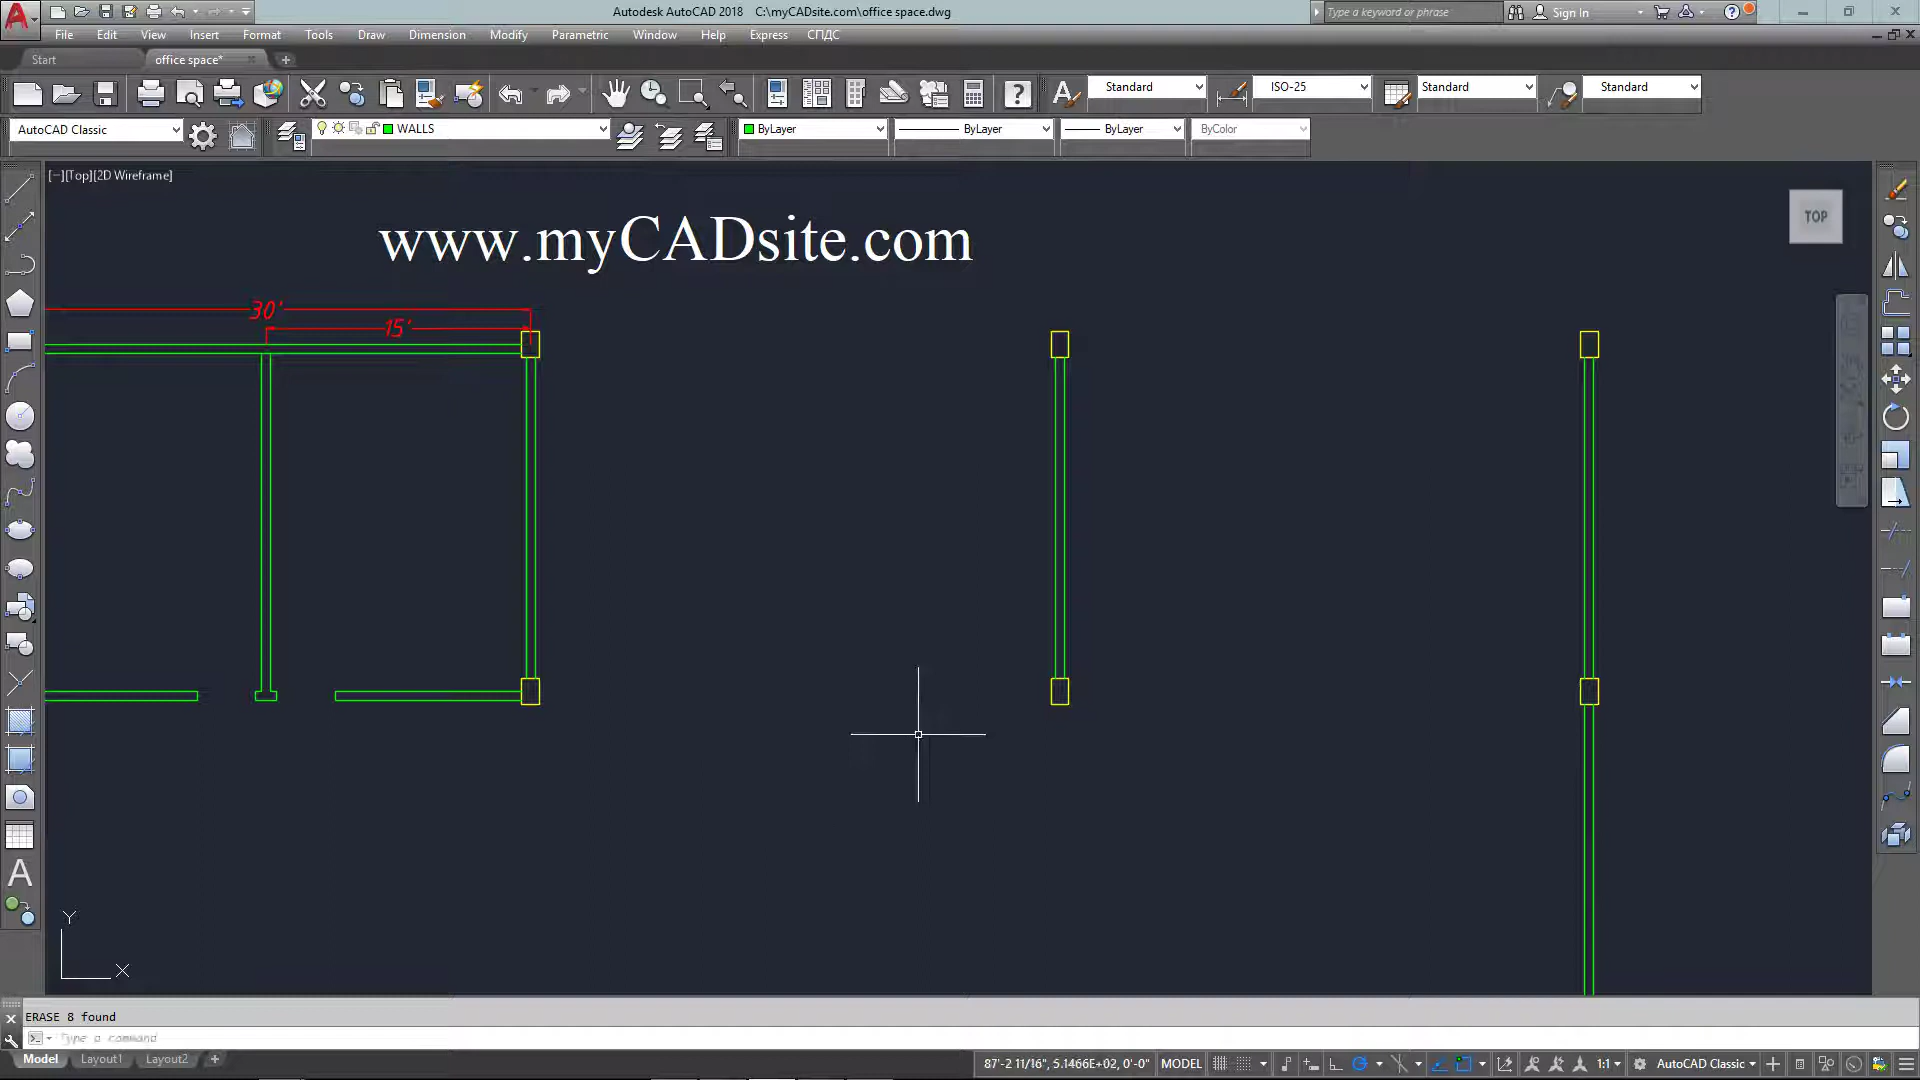 Autodesk AutoCAD 2018 C:\myCADsite.com\office space.dwg
Type a keyword or phrase
Sign In
File Edit View Insert Format Tools Draw Dimension Modify Parametric Window Help Express СПДС
Start office space*
Standard ISO-25 Standard Standard
AutoCAD Classic WALLS ByLayer ByLayer ByLayer ByColor
[−][Top][2D Wireframe]
TOP
www.myCADsite.com
30'
15'
Y
X
ERASE 8 found
Type a command
Model Layout1 Layout2
87'-2 11/16", 5.1466E+02, 0'-0" MODEL 1:1 AutoCAD Classic